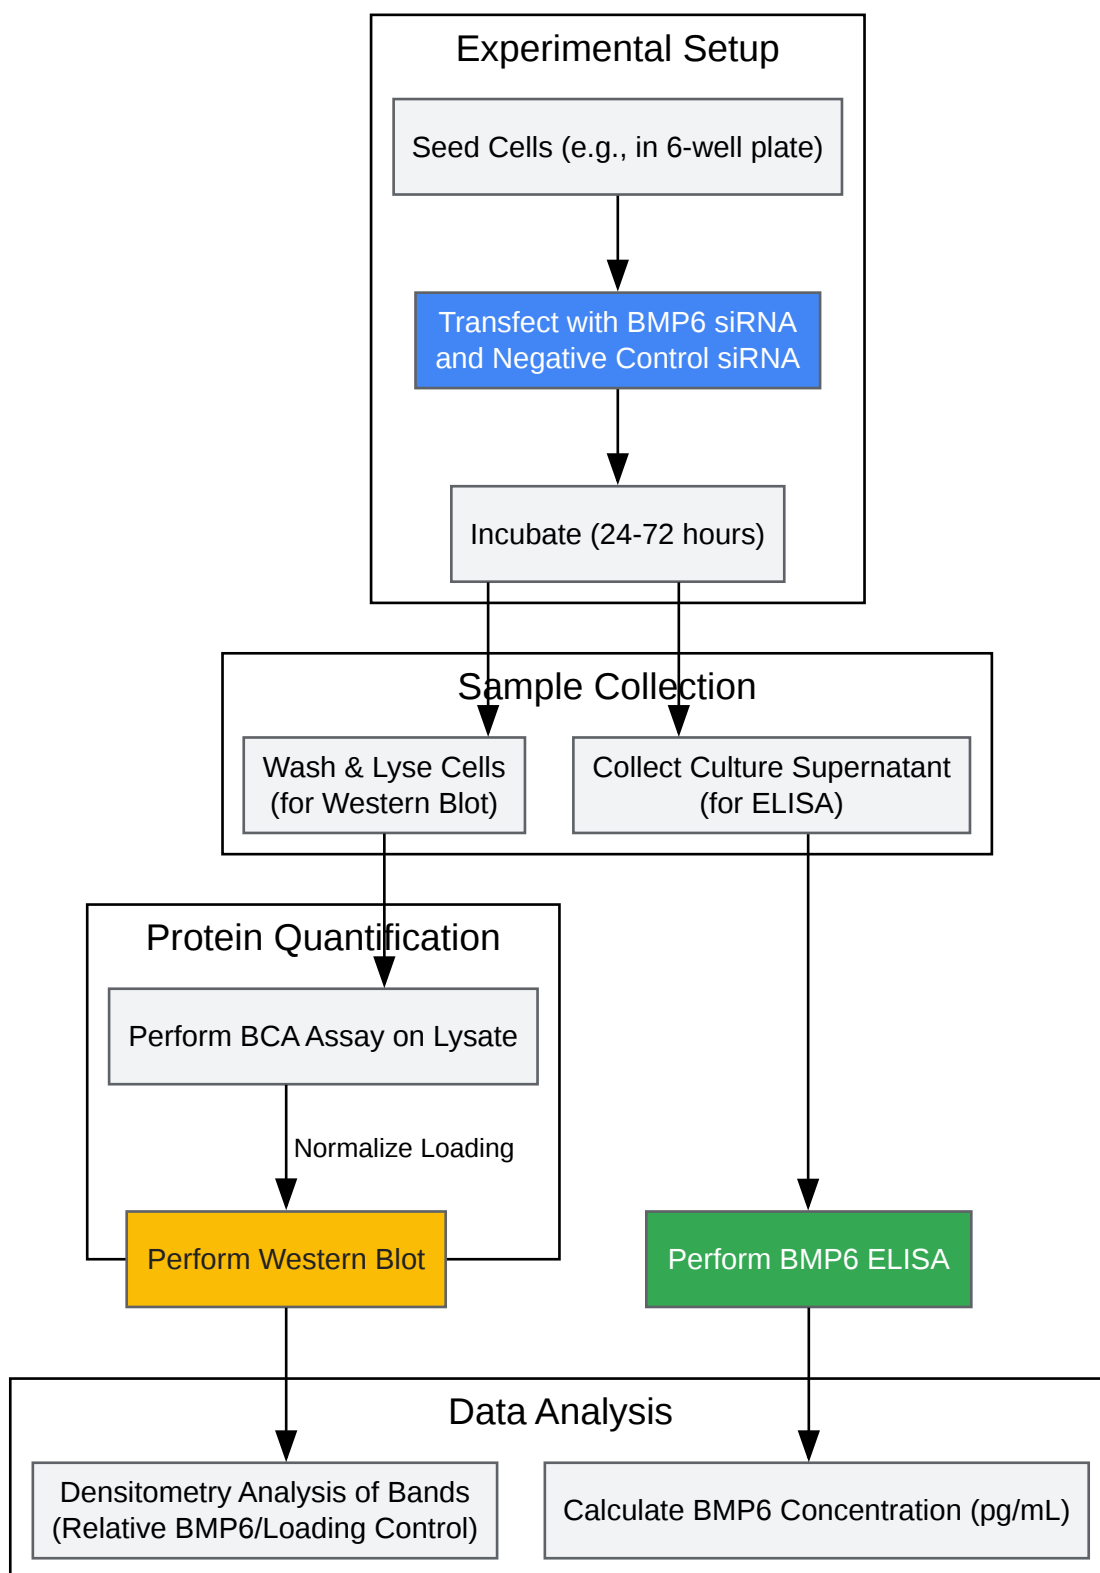 Experimental Setup
Seed Cells (e.g., in 6-well plate)
Transfect with BMP6 siRNA
and Negative Control siRNA
Incubate (24-72 hours)
Sample Collection
Wash & Lyse Cells
(for Western Blot)
Collect Culture Supernatant
(for ELISA)
Protein Quantification
Perform BCA Assay on Lysate
Normalize Loading
Perform Western Blot
Perform BMP6 ELISA
Data Analysis
Densitometry Analysis of Bands
(Relative BMP6/Loading Control)
Calculate BMP6 Concentration (pg/mL)